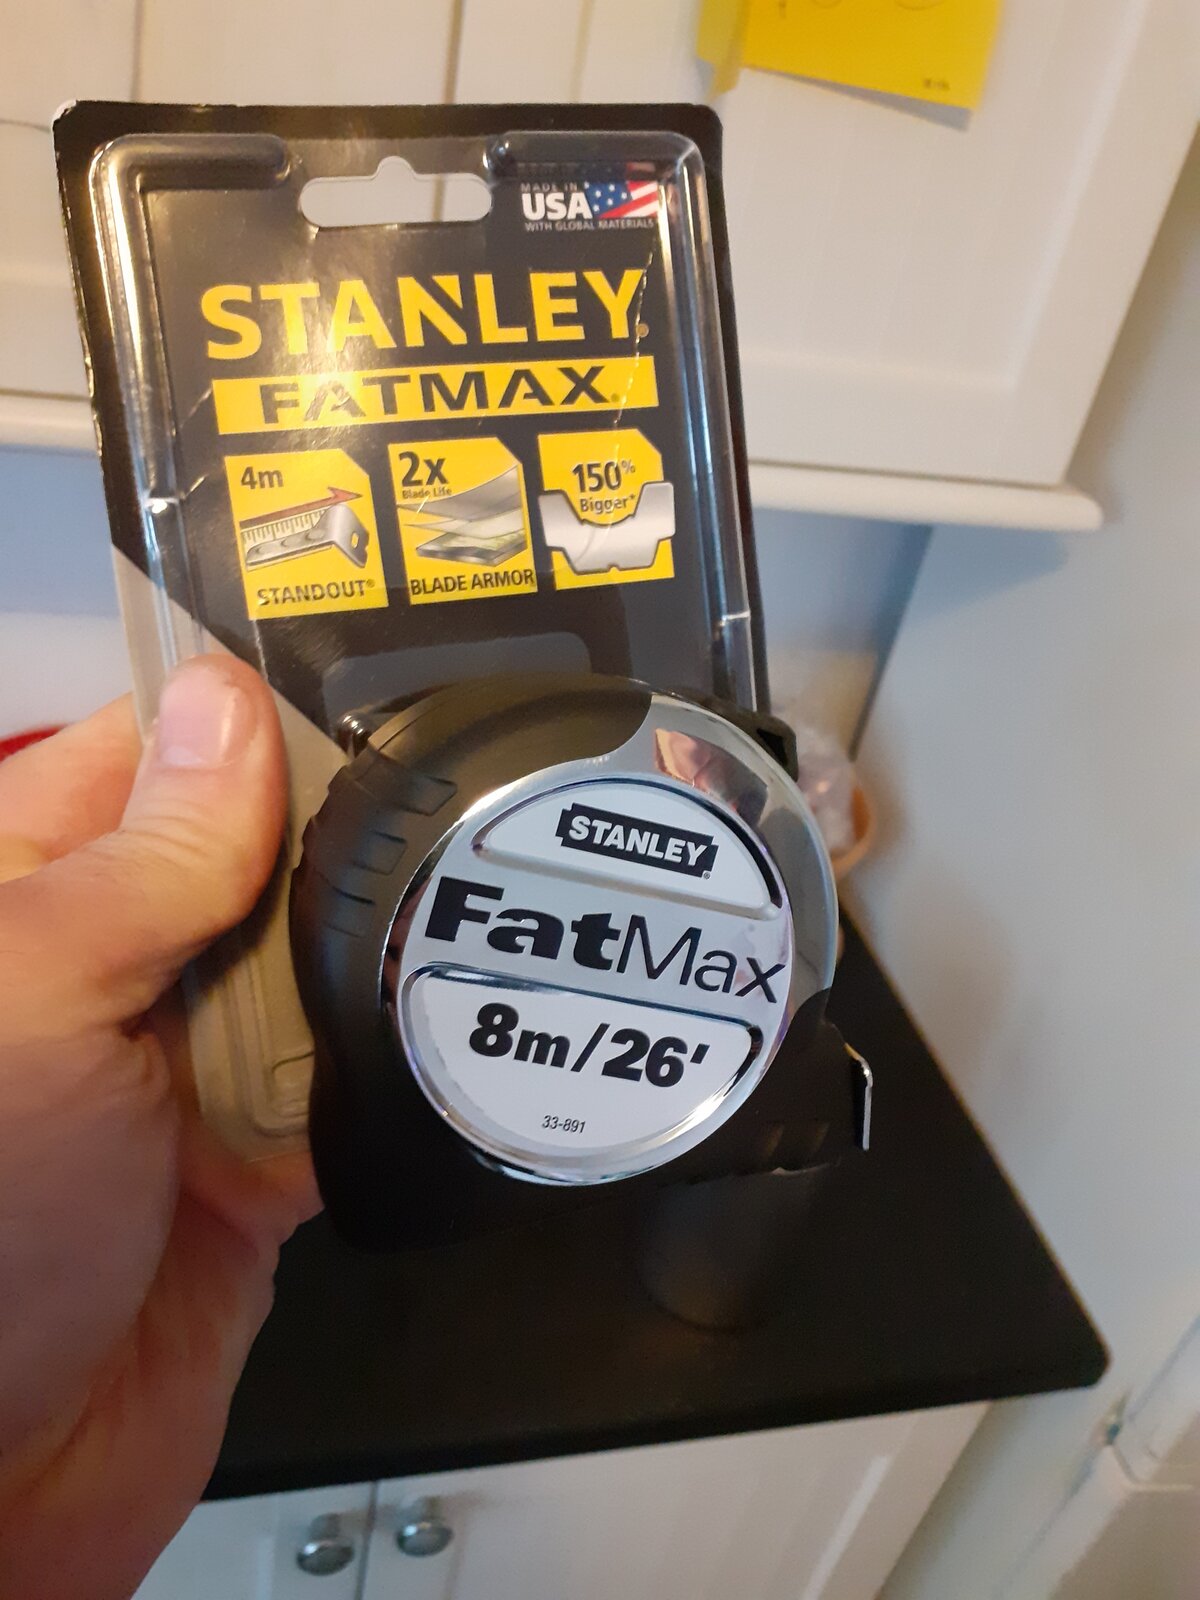 MADE IN
USA
WITH GLOBAL MATERIALS
STANLEY®
FATMAX®
4m
STANDOUT®
2x
Blade Life
BLADE ARMOR
150%
Bigger*
STANLEY®
FatMax
8m/26'
33-891